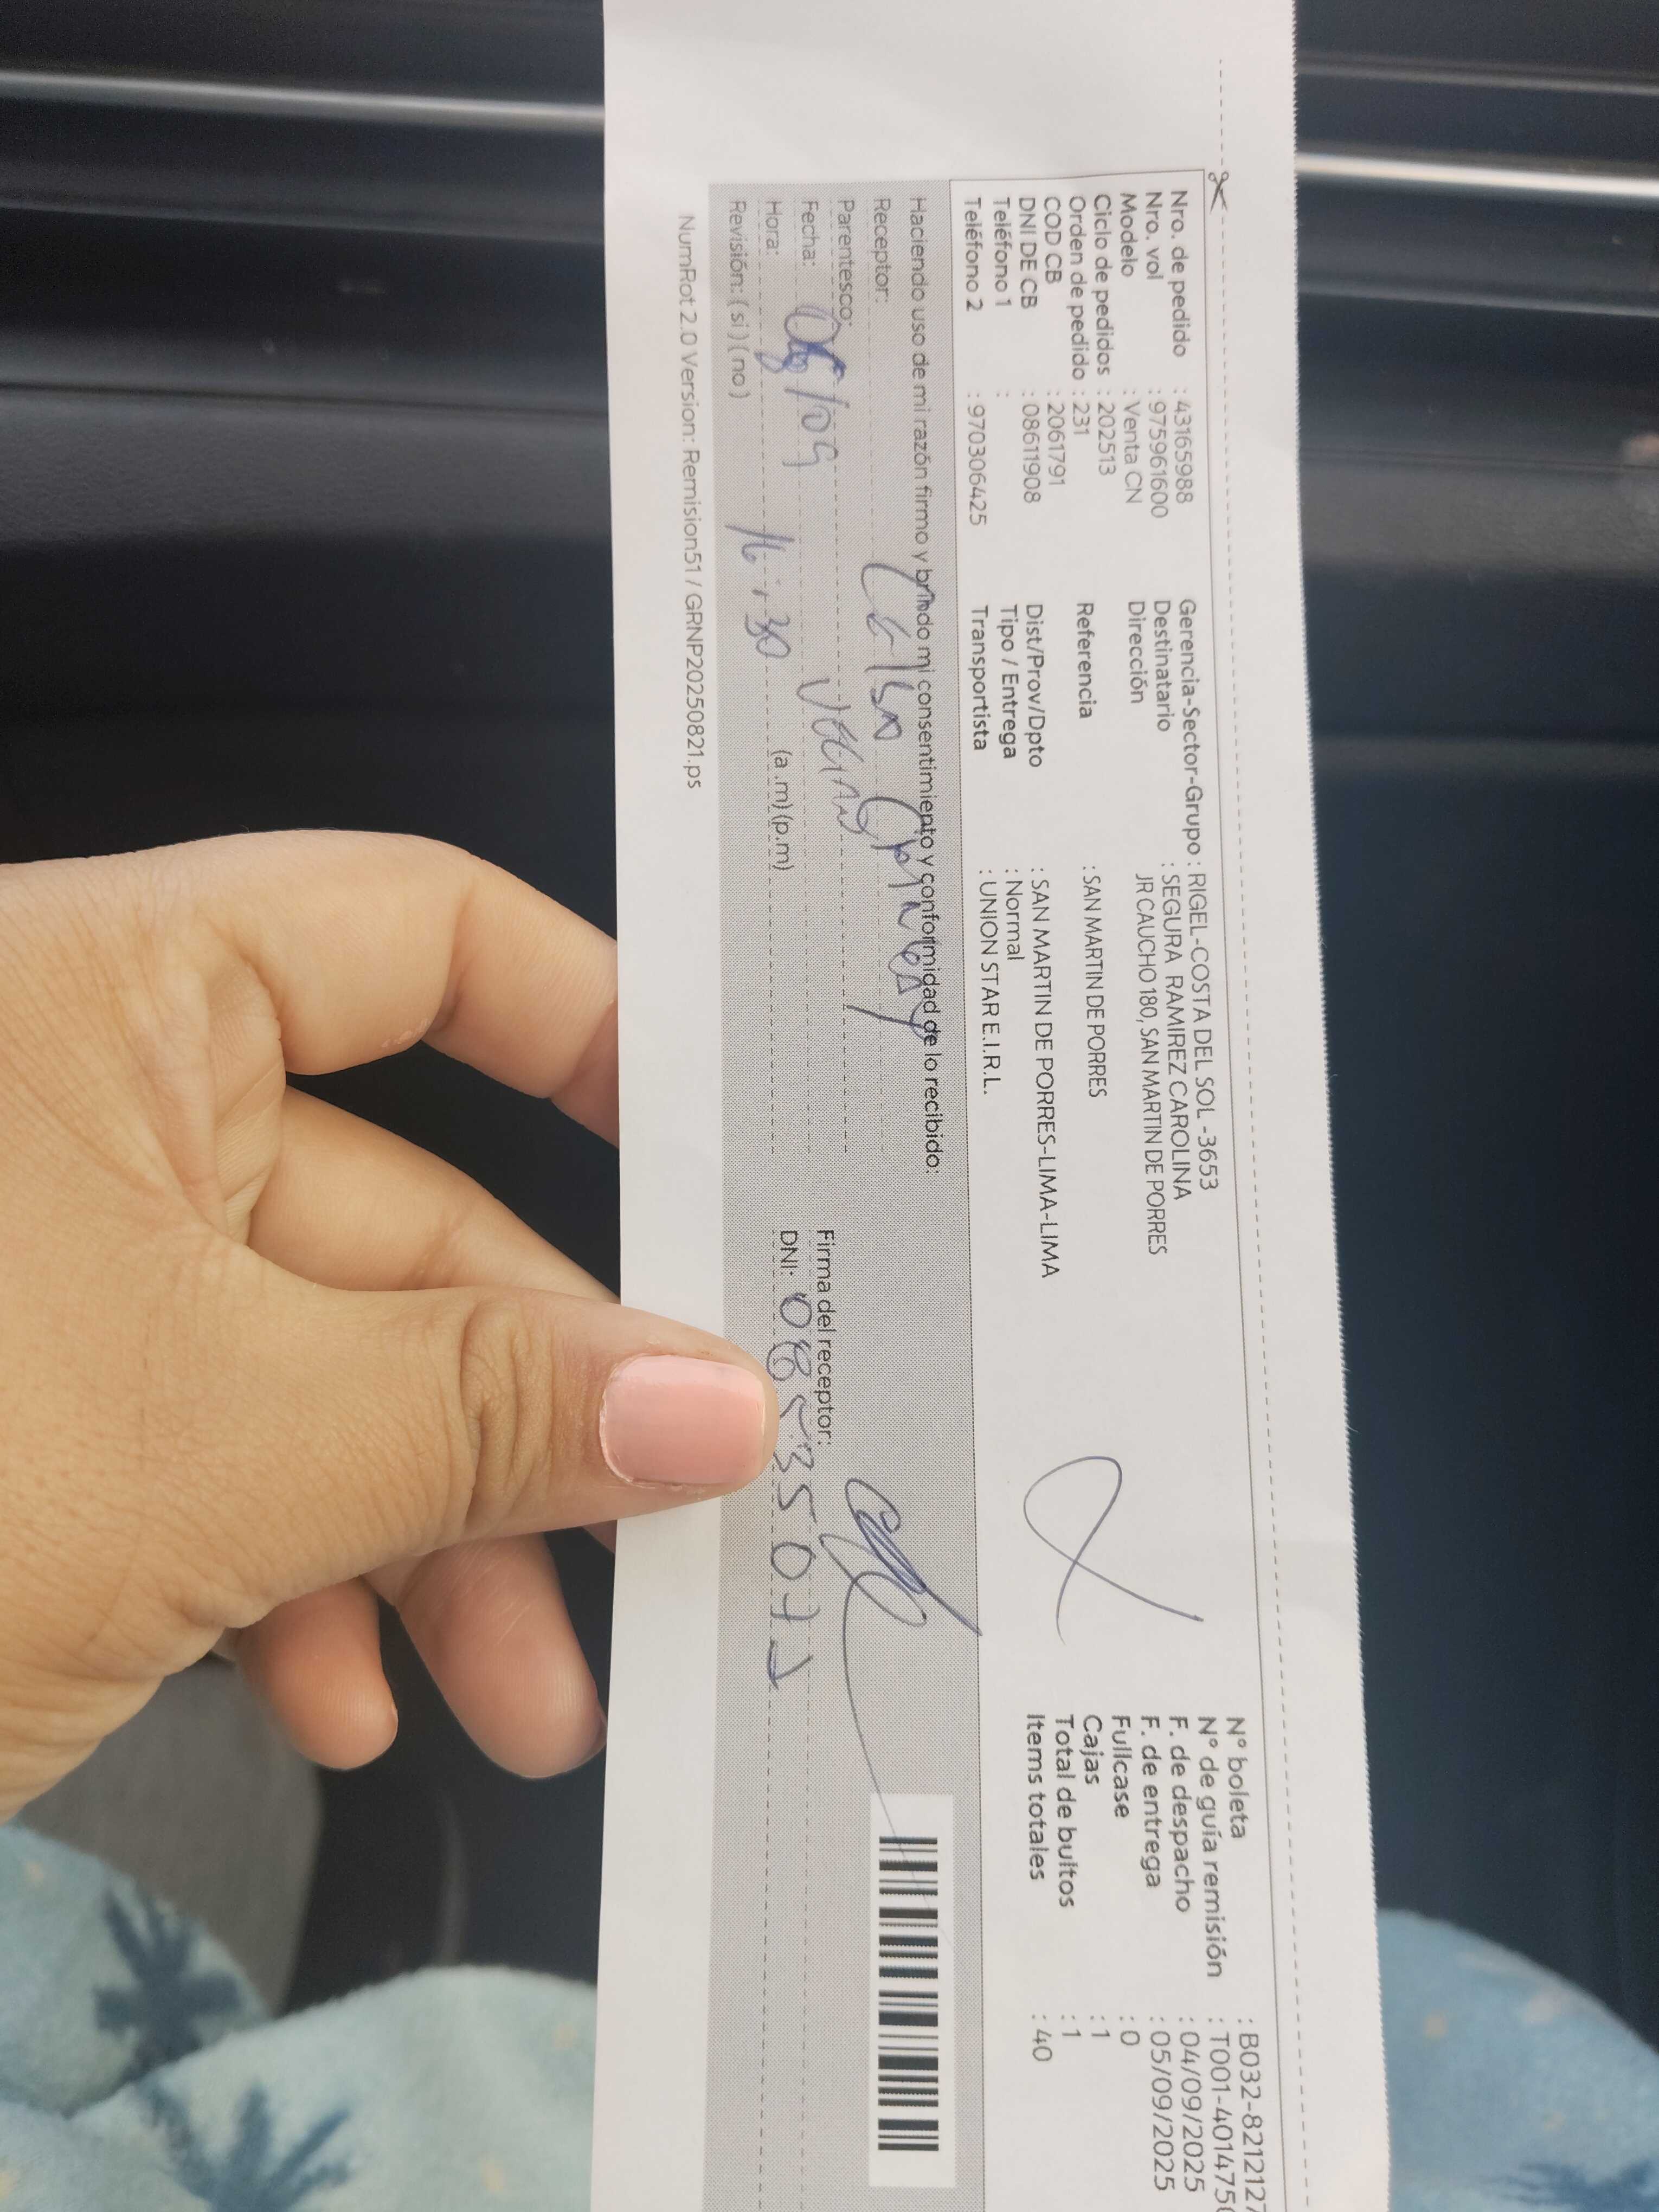 Nro. de pedido : 43165988
Nro. vol : 975961600
Modelo : Venta CN
Ciclo de pedidos : 202513
Orden de pedido : 231
COD CB : 2061791
DNI DE CB : 08611908
Teléfono 1 :
Teléfono 2 : 970306425
Gerencia-Sector-Grupo : RIGEL-COSTA DEL SOL -3653
Destinatario : SEGURA RAMIREZ CAROLINA
Dirección JR CAUCHO 180, SAN MARTIN DE PORRES
Referencia : SAN MARTIN DE PORRES
Dist/Prov/Dpto : SAN MARTIN DE PORRES-LIMA-LIMA
Tipo / Entrega : Normal
Transportista : UNION STAR E.I.R.L.
N° boleta : B032-8212127
N° de guía remisión : T001-4014750
F. de despacho : 04/09/2025
F. de entrega : 05/09/2025
Fullcase : 0
Cajas : 1
Total de bultos : 1
Items totales : 40
Haciendo uso de mi razón firmo y brindo mi consentimiento y conformidad de lo recibido:
Receptor:
Parentesco:
Fecha:
Hora: 16:30 (a.m) (p.m)
Revisión: ( si ) ( no )
Firma del receptor:
DNI:
NumRot 2.0 Version: Remision51 / GRNP20250821.ps